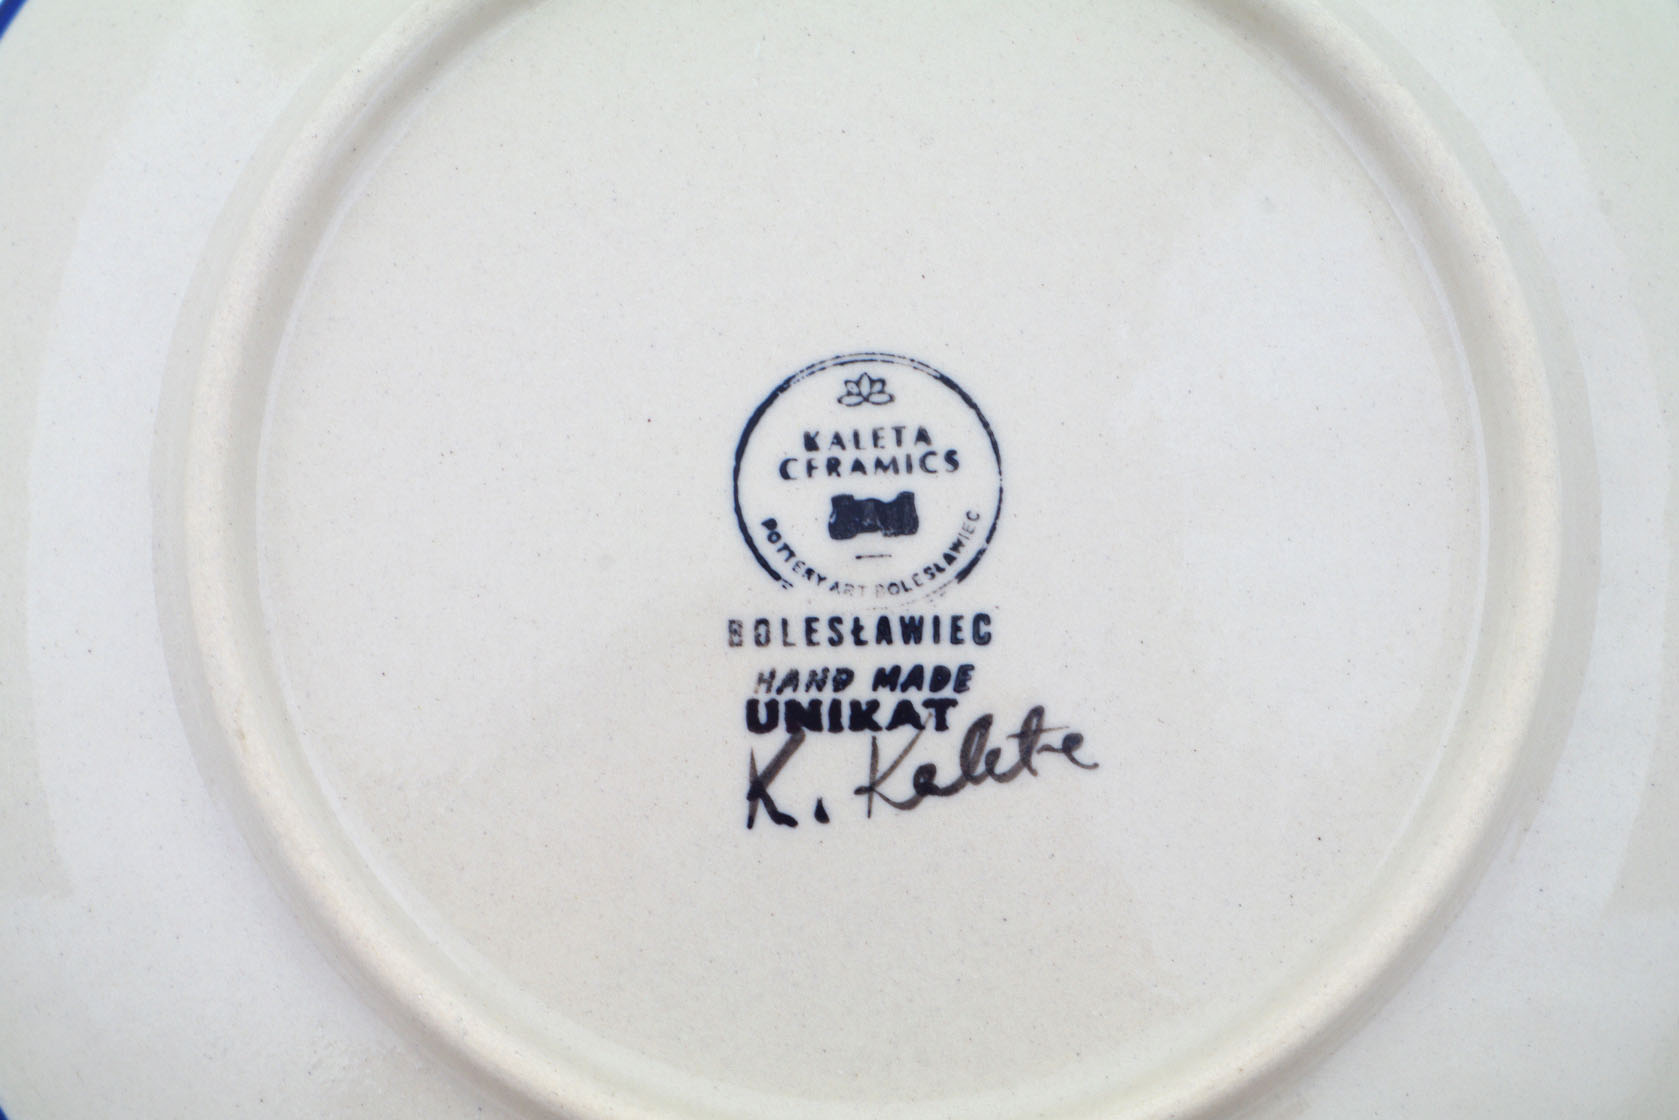 KALETA
CERAMICS
POTTERY ART BOLESŁAWIEC
BOLESŁAWIEC
HAND MADE
UNIKAT
K. Kaleta